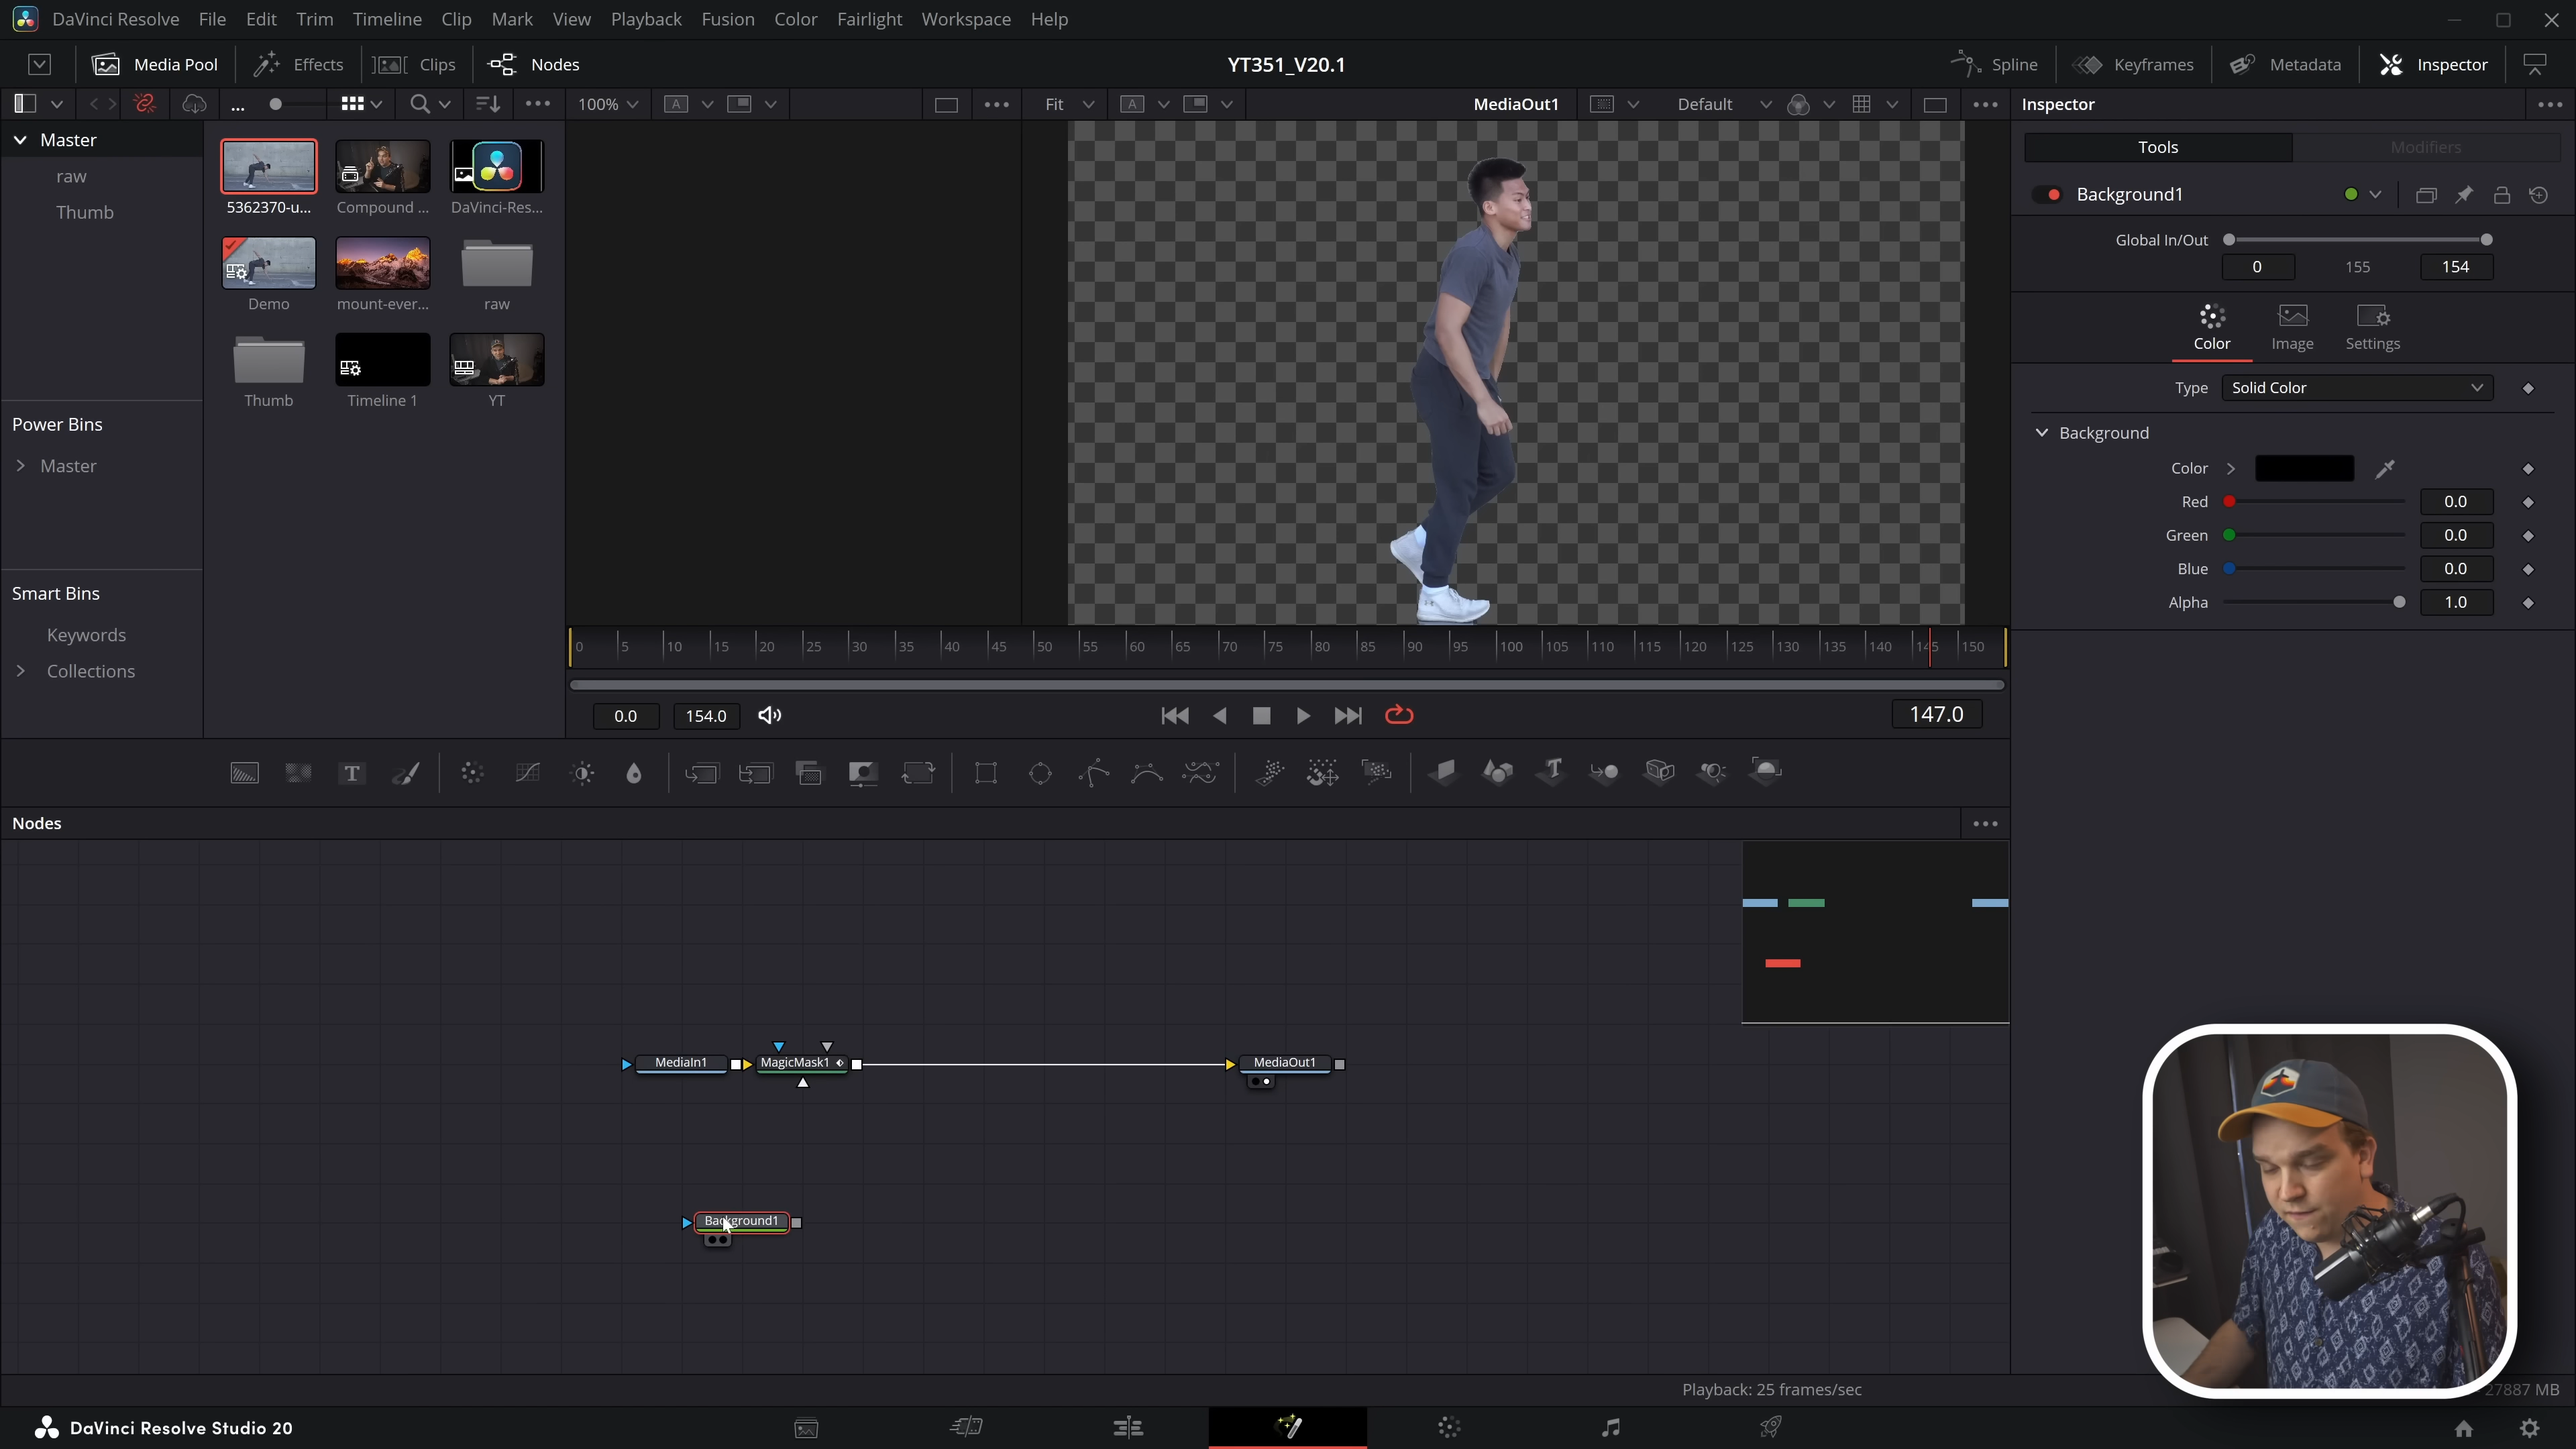 DaVinci Resolve File Edit Trim Timeline Clip Mark View Playback Fusion Color Fairlight Workspace Help
Media Pool Effects Clips Nodes YT351_V20.1 Spline Keyframes Metadata Inspector
... 100% A Fit A MediaOut1 Default Inspector
Master
raw
Thumb
5362370-u... Compound ... DaVinci-Res...
Demo mount-ever... raw
Thumb Timeline 1 YT
Power Bins
Master
Smart Bins
Keywords
Collections
Tools Modifiers
Background1
Global In/Out
0 155 154
Color Image Settings
Type Solid Color
Background
Color
Red 0.0
Green 0.0
Blue 0.0
Alpha 1.0
0 5 10 15 20 25 30 35 40 45 50 55 60 65 70 75 80 85 90 95 100 105 110 115 120 125 130 135 140 145 150
0.0 154.0 147.0
T T
Nodes
MediaIn1 MagicMask1 MediaOut1
Background1
Playback: 25 frames/sec 27887 MB
DaVinci Resolve Studio 20